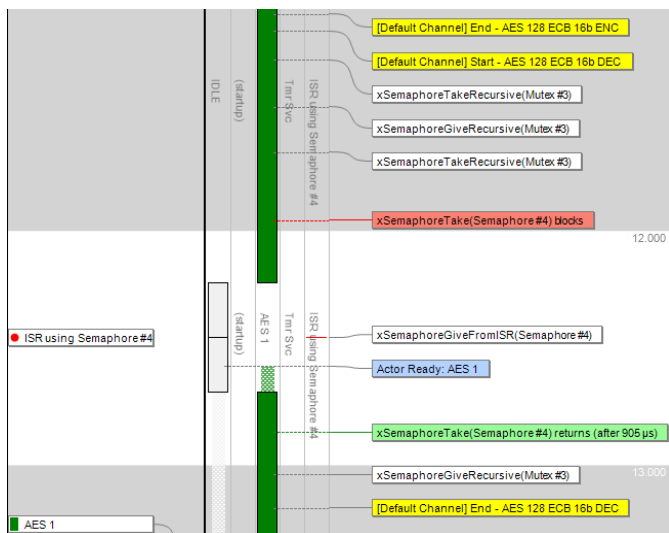 [Default Channel] End - AES 128 ECB 16b ENC
[Default Channel] Start - AES 128 ECB 16b DEC
xSemaphoreTakeRecursive(Mutex #3)
xSemaphoreGiveRecursive(Mutex #3)
xSemaphoreTakeRecursive(Mutex #3)
xSemaphoreTake(Semaphore #4) blocks
IDLE
(startup)
Tmr Svc
ISR using Semaphore #4
12.000
ISR using Semaphore #4
(startup)
AES 1
Tmr Svc
ISR using Semaphore #4
xSemaphoreGiveFromISR(Semaphore #4)
Actor Ready: AES 1
xSemaphoreTake(Semaphore #4) returns (after 905 µs)
13.000
xSemaphoreGiveRecursive(Mutex #3)
[Default Channel] End - AES 128 ECB 16b DEC
AES 1